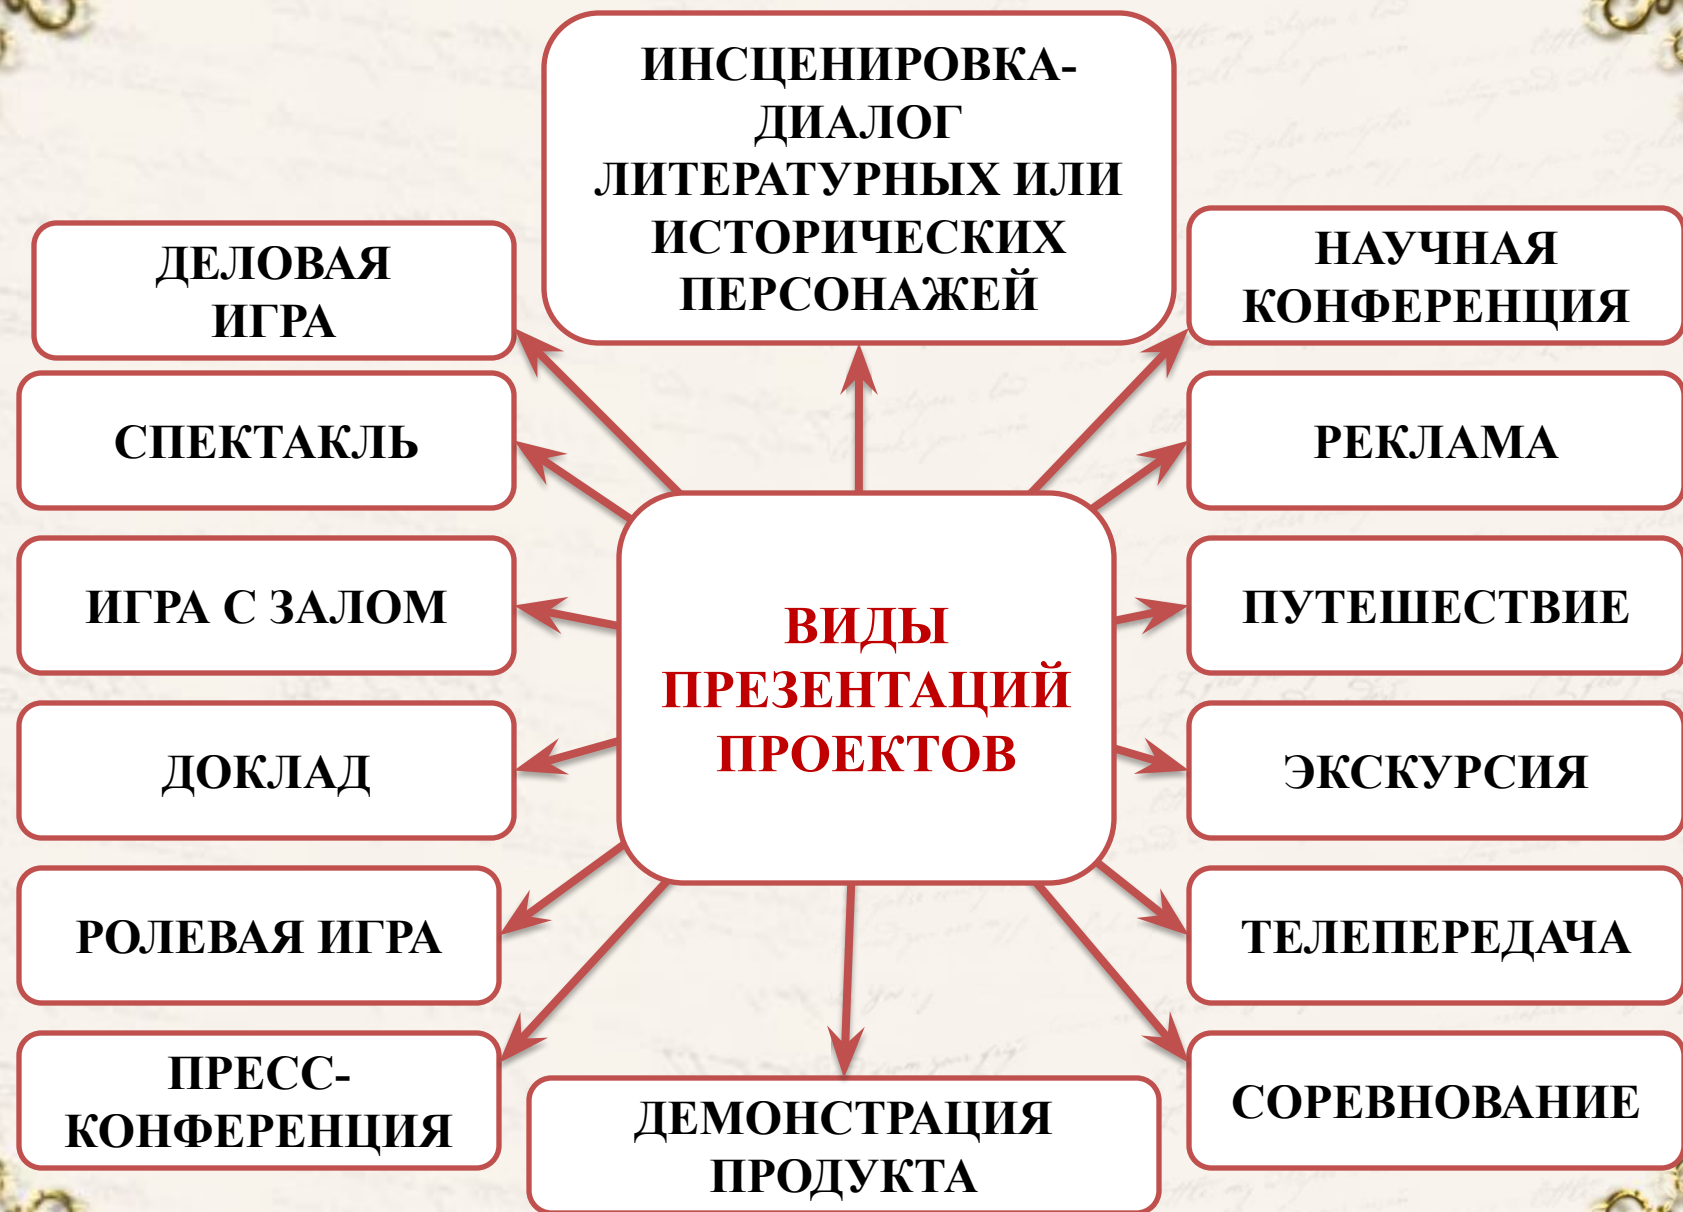 ИНСЦЕНИРОВКА-
ДИАЛОГ
ЛИТЕРАТУРНЫХ ИЛИ
ИСТОРИЧЕСКИХ
ПЕРСОНАЖЕЙ
ДЕЛОВАЯ
ИГРА
СПЕКТАКЛЬ
ИГРА С ЗАЛОМ
ДОКЛАД
РОЛЕВАЯ ИГРА
ПРЕСС-
КОНФЕРЕНЦИЯ
ВИДЫ
ПРЕЗЕНТАЦИЙ
ПРОЕКТОВ
ДЕМОНСТРАЦИЯ
ПРОДУКТА
НАУЧНАЯ
КОНФЕРЕНЦИЯ
РЕКЛАМА
ПУТЕШЕСТВИЕ
ЭКСКУРСИЯ
ТЕЛЕПЕРЕДАЧА
СОРЕВНОВАНИЕ